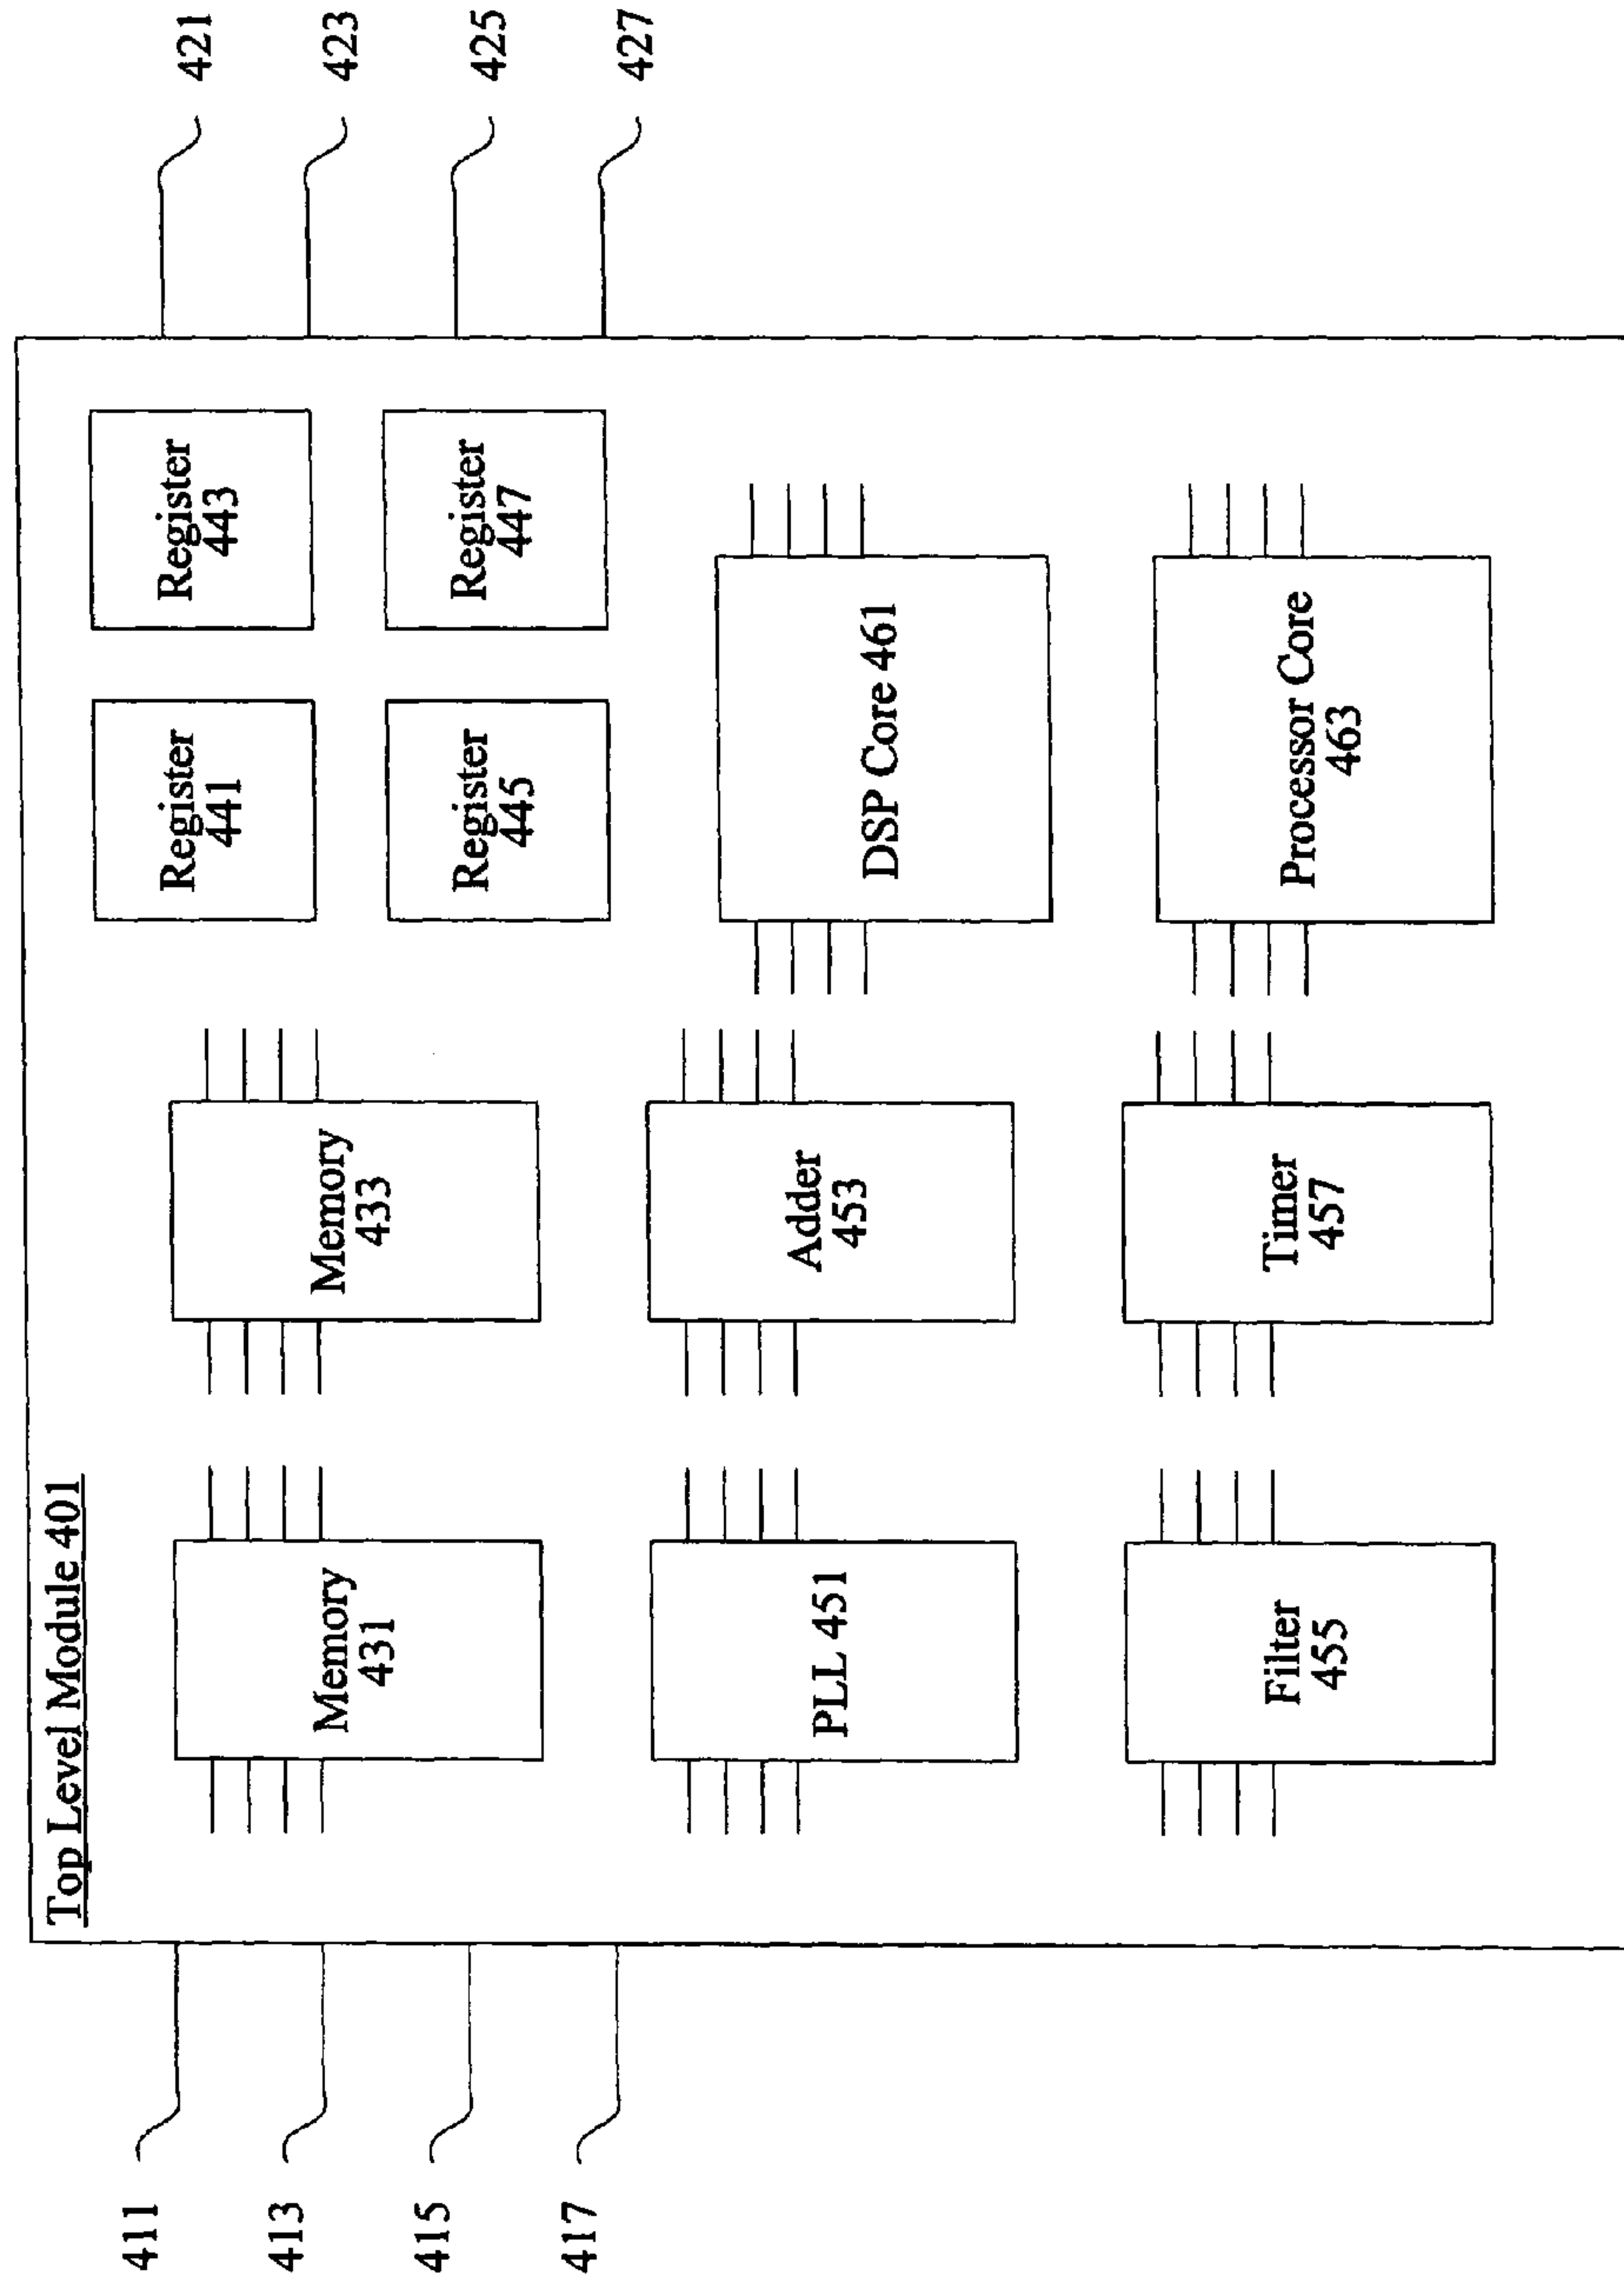 Top Level Module 401
411
413
415
417
421
423
425
427
Memory
431
Memory
433
Register
441
Register
443
Register
445
Register
447
PLL 451
Adder
453
DSP Core 461
Filter
455
Timer
457
Processor Core
463